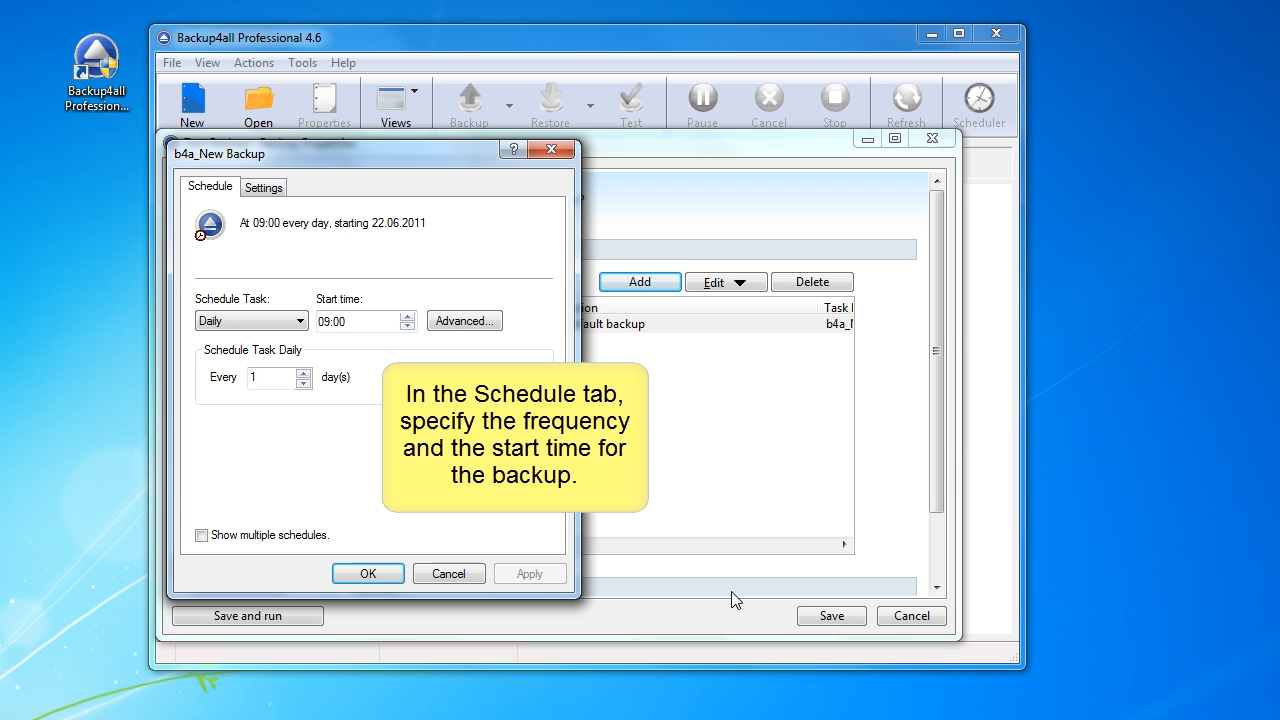 Backup4all
Profession...
Backup4all Professional 4.6
File View Actions Tools Help
New Open Properties Views Backup Restore Test Pause Cancel Stop Refresh Scheduler
b4a_New Backup
?
Schedule Settings
At 09:00 every day, starting 22.06.2011
Schedule Task: Start time:
Daily 09:00 Advanced...
Schedule Task Daily
Every 1 day(s)
Show multiple schedules.
OK Cancel Apply
Add Edit Delete
ion Task
ault backup b4a_
In the Schedule tab,
specify the frequency
and the start time for
the backup.
Save and run Save Cancel